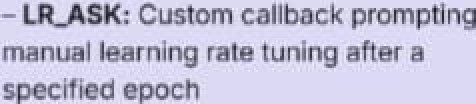 – LR_ASK: Custom callback prompting
manual learning rate tuning after a
specified epoch